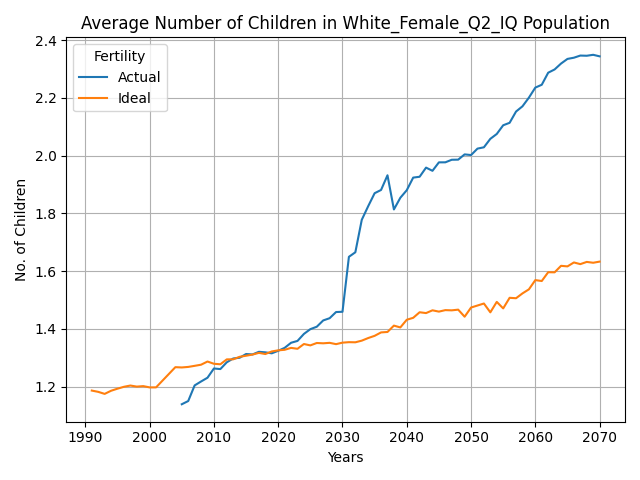 Average Number of Children in White_Female_Q2_IQ Population
2.4
2.2
2.0
1.8
1.6
1.4
1.2
No. of Children
Fertility
Actual
Ideal
1990 2000 2010 2020 2030 2040 2050 2060 2070
Years